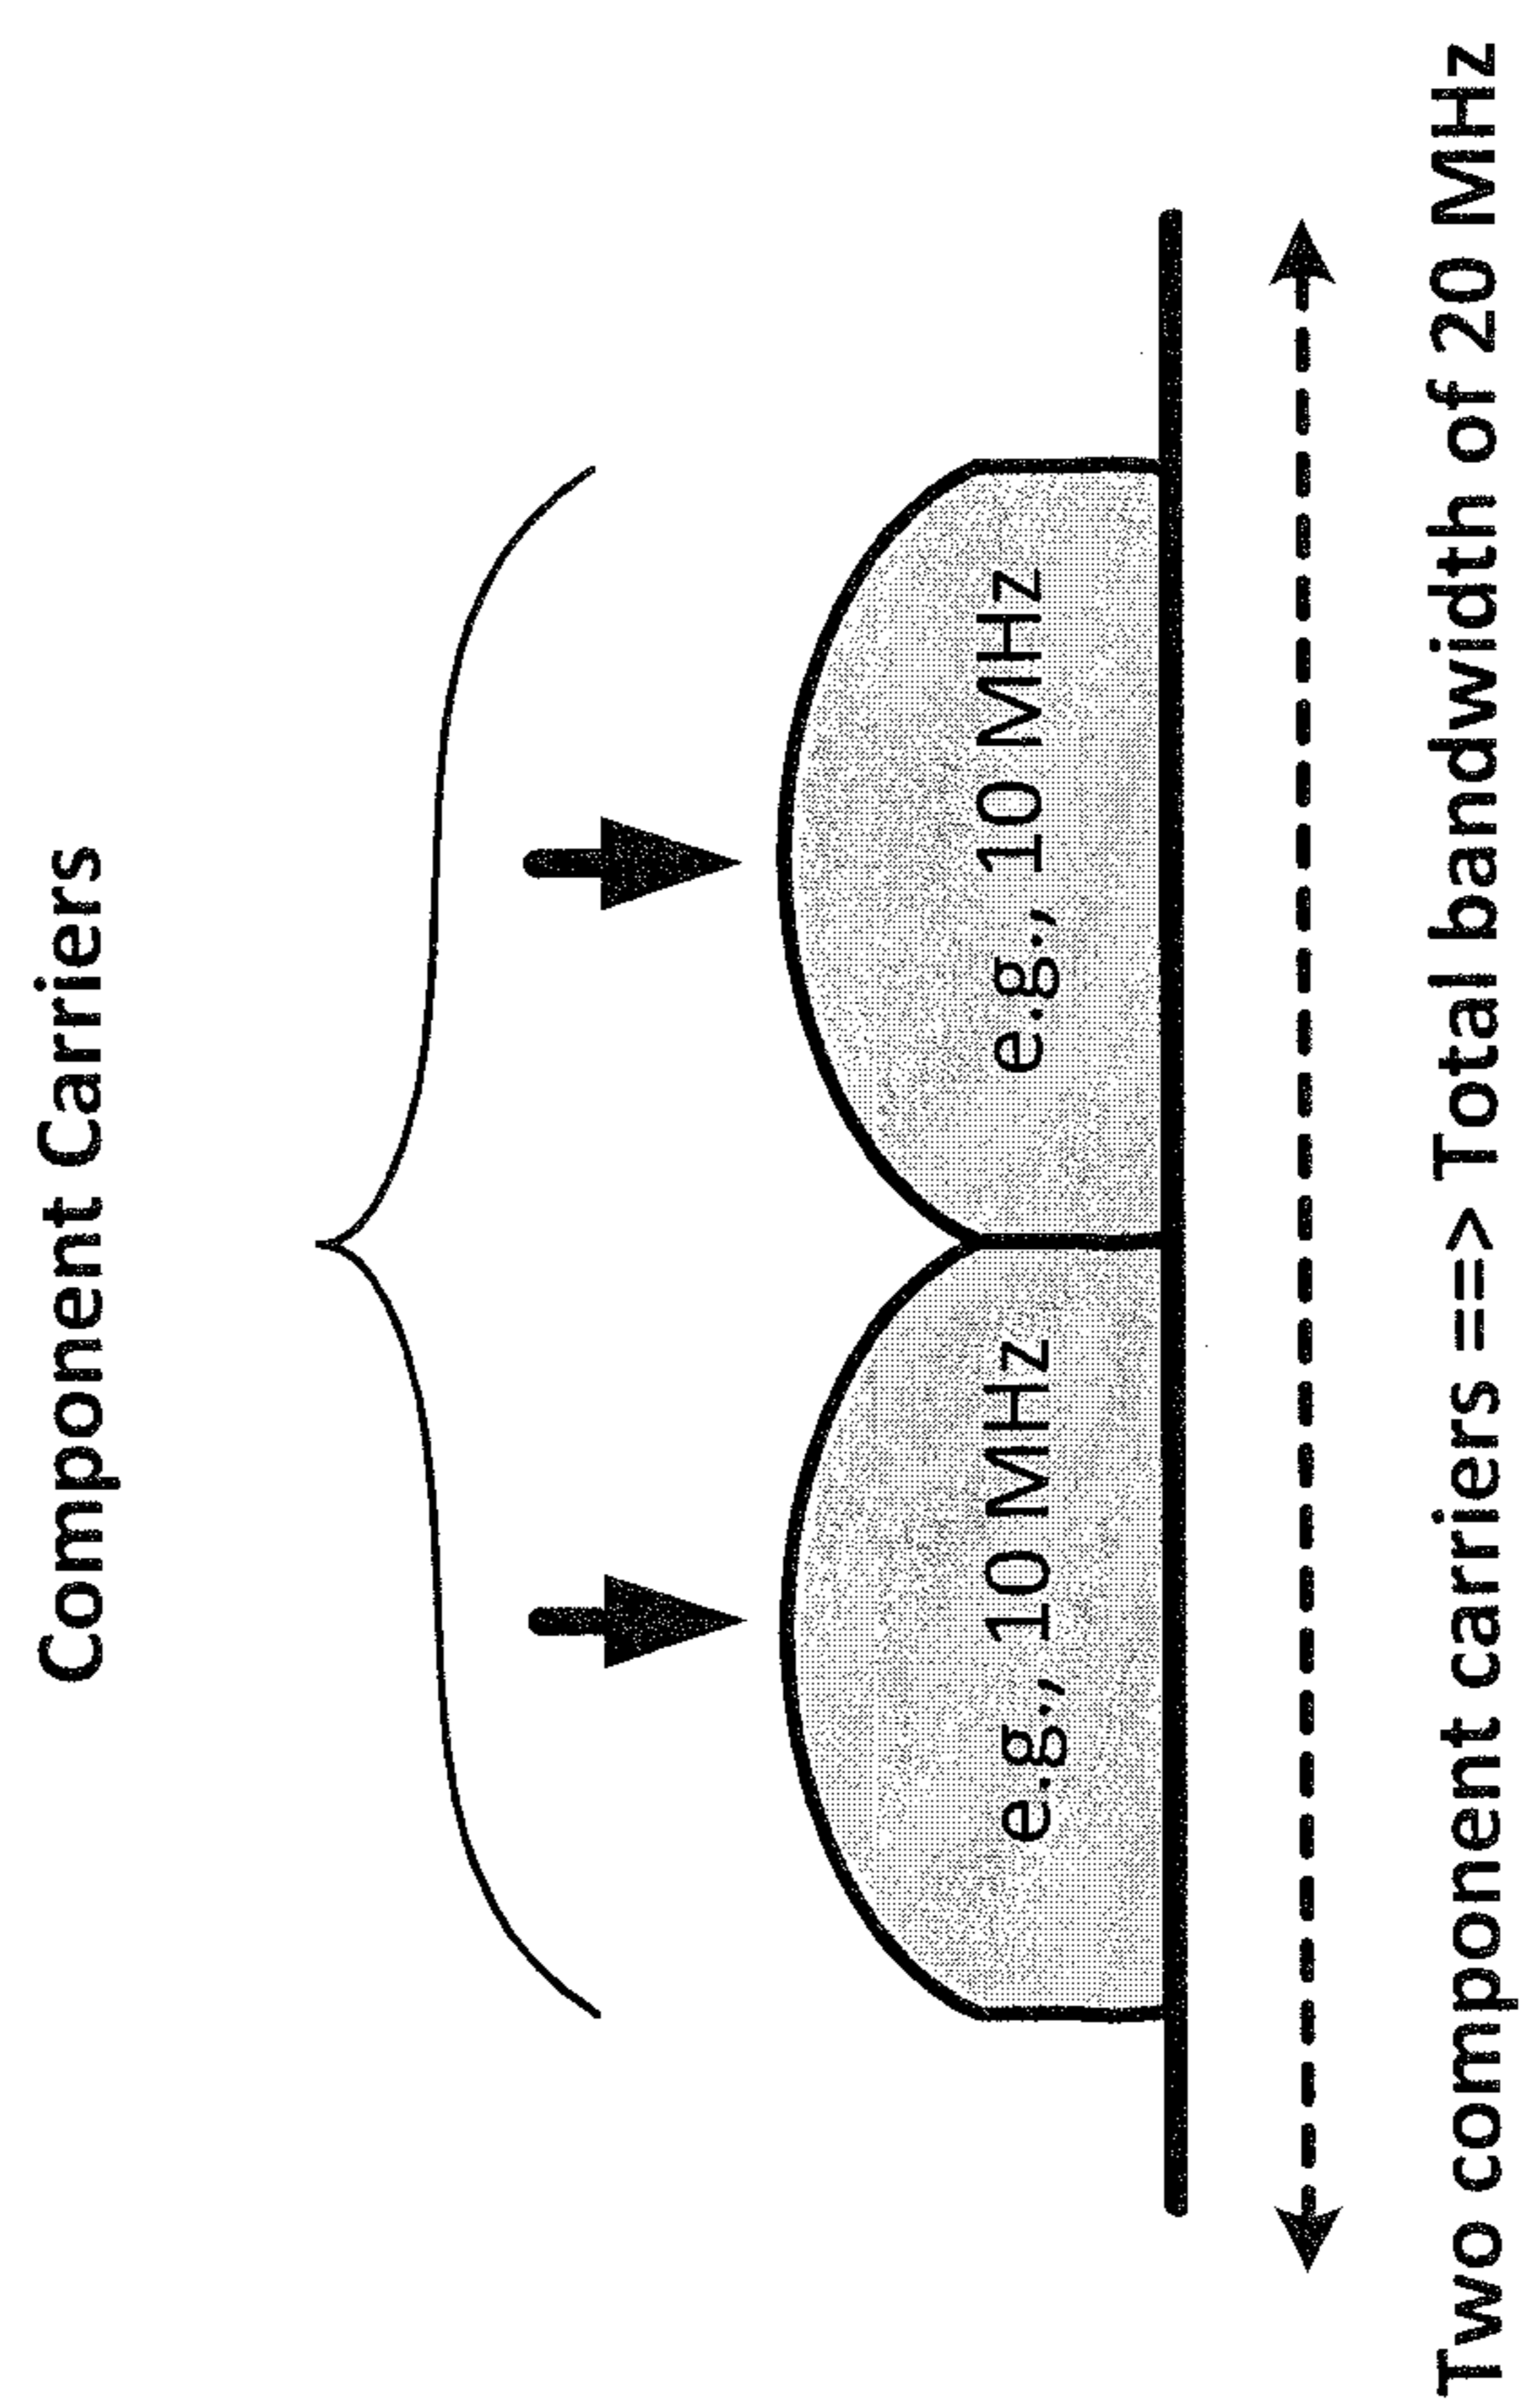 Component Carriers
e.g., 10 MHz
e.g., 10 MHz
Two component carriers ==> Total bandwidth of 20 MHz